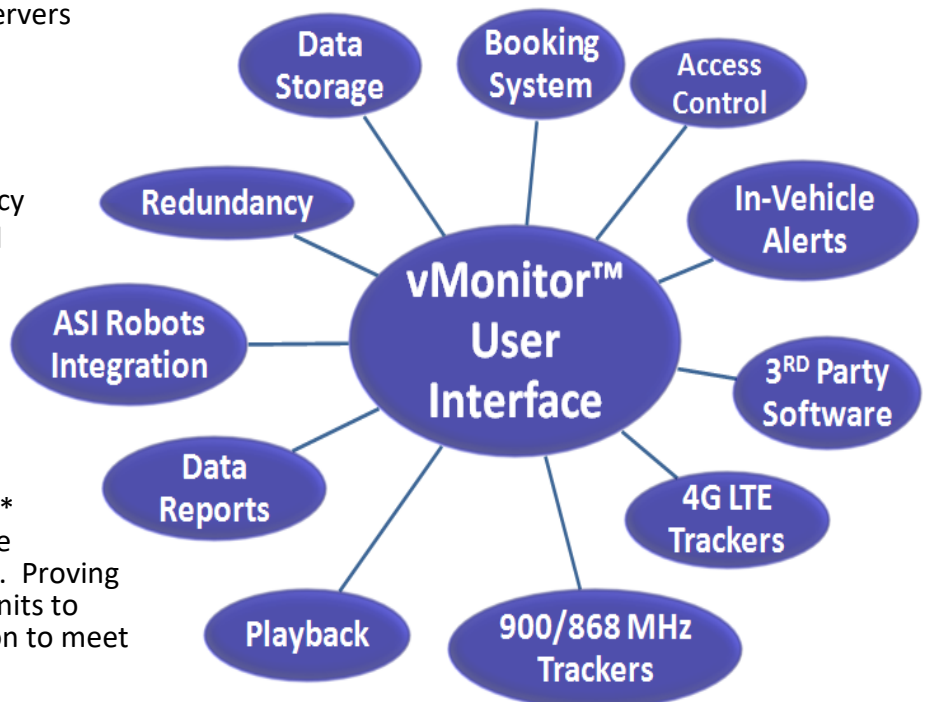 ervers
cy
*
e
. Proving
nits to
on to meet
Data
Storage
Booking
System
Access
Control
Redundancy
In-Vehicle
Alerts
vMonitor™
User
Interface
ASI Robots
Integration
3RD Party
Software
Data
Reports
4G LTE
Trackers
Playback
900/868 MHz
Trackers